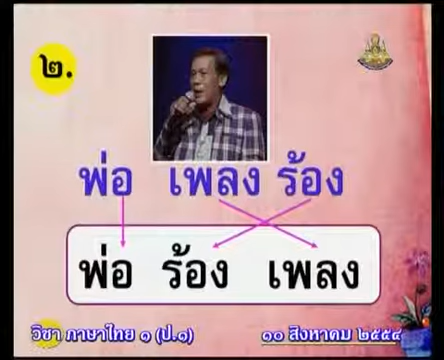 ๒.
พ่อ เพลง ร้อง
พ่อ ร้อง เพลง
วิชา ภาษาไทย ๑ (ป.๑)
๑๐ สิงหาคม ๒๕๕๔